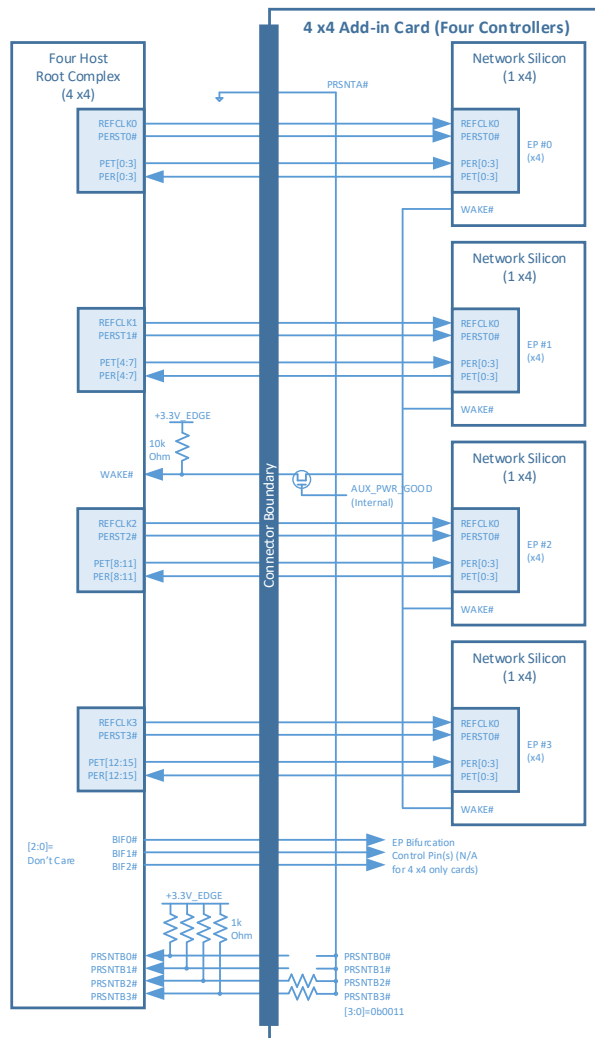 4 x4 Add-in Card (Four Controllers)
Four Host
Root Complex
(4 x4)
Network Silicon
(1 x4)
PRSNTA#
REFCLK0
PERST0#
PET[0:3]
PER[0:3]
REFCLK0
PERST0#
PER[0:3]
PET[0:3]
EP #0
(x4)
WAKE#
Network Silicon
(1 x4)
REFCLK1
PERST1#
PET[4:7]
PER[4:7]
REFCLK0
PERST0#
PER[0:3]
PET[0:3]
EP #1
(x4)
WAKE#
+3.3V_EDGE
10k
Ohm
WAKE#
AUX_PWR_GOOD
(Internal)
Connector Boundary
Network Silicon
(1 x4)
REFCLK2
PERST2#
PET[8:11]
PER[8:11]
REFCLK0
PERST0#
PER[0:3]
PET[0:3]
EP #2
(x4)
WAKE#
Network Silicon
(1 x4)
REFCLK3
PERST3#
PET[12:15]
PER[12:15]
REFCLK0
PERST0#
PER[0:3]
PET[0:3]
EP #3
(x4)
WAKE#
[2:0]=
Don't Care
BIF0#
BIF1#
BIF2#
EP Bifurcation
Control Pin(s) (N/A
for 4 x4 only cards)
+3.3V_EDGE
1k
Ohm
PRSNTB0#
PRSNTB1#
PRSNTB2#
PRSNTB3#
PRSNTB0#
PRSNTB1#
PRSNTB2#
PRSNTB3#
[3:0]=0b0011